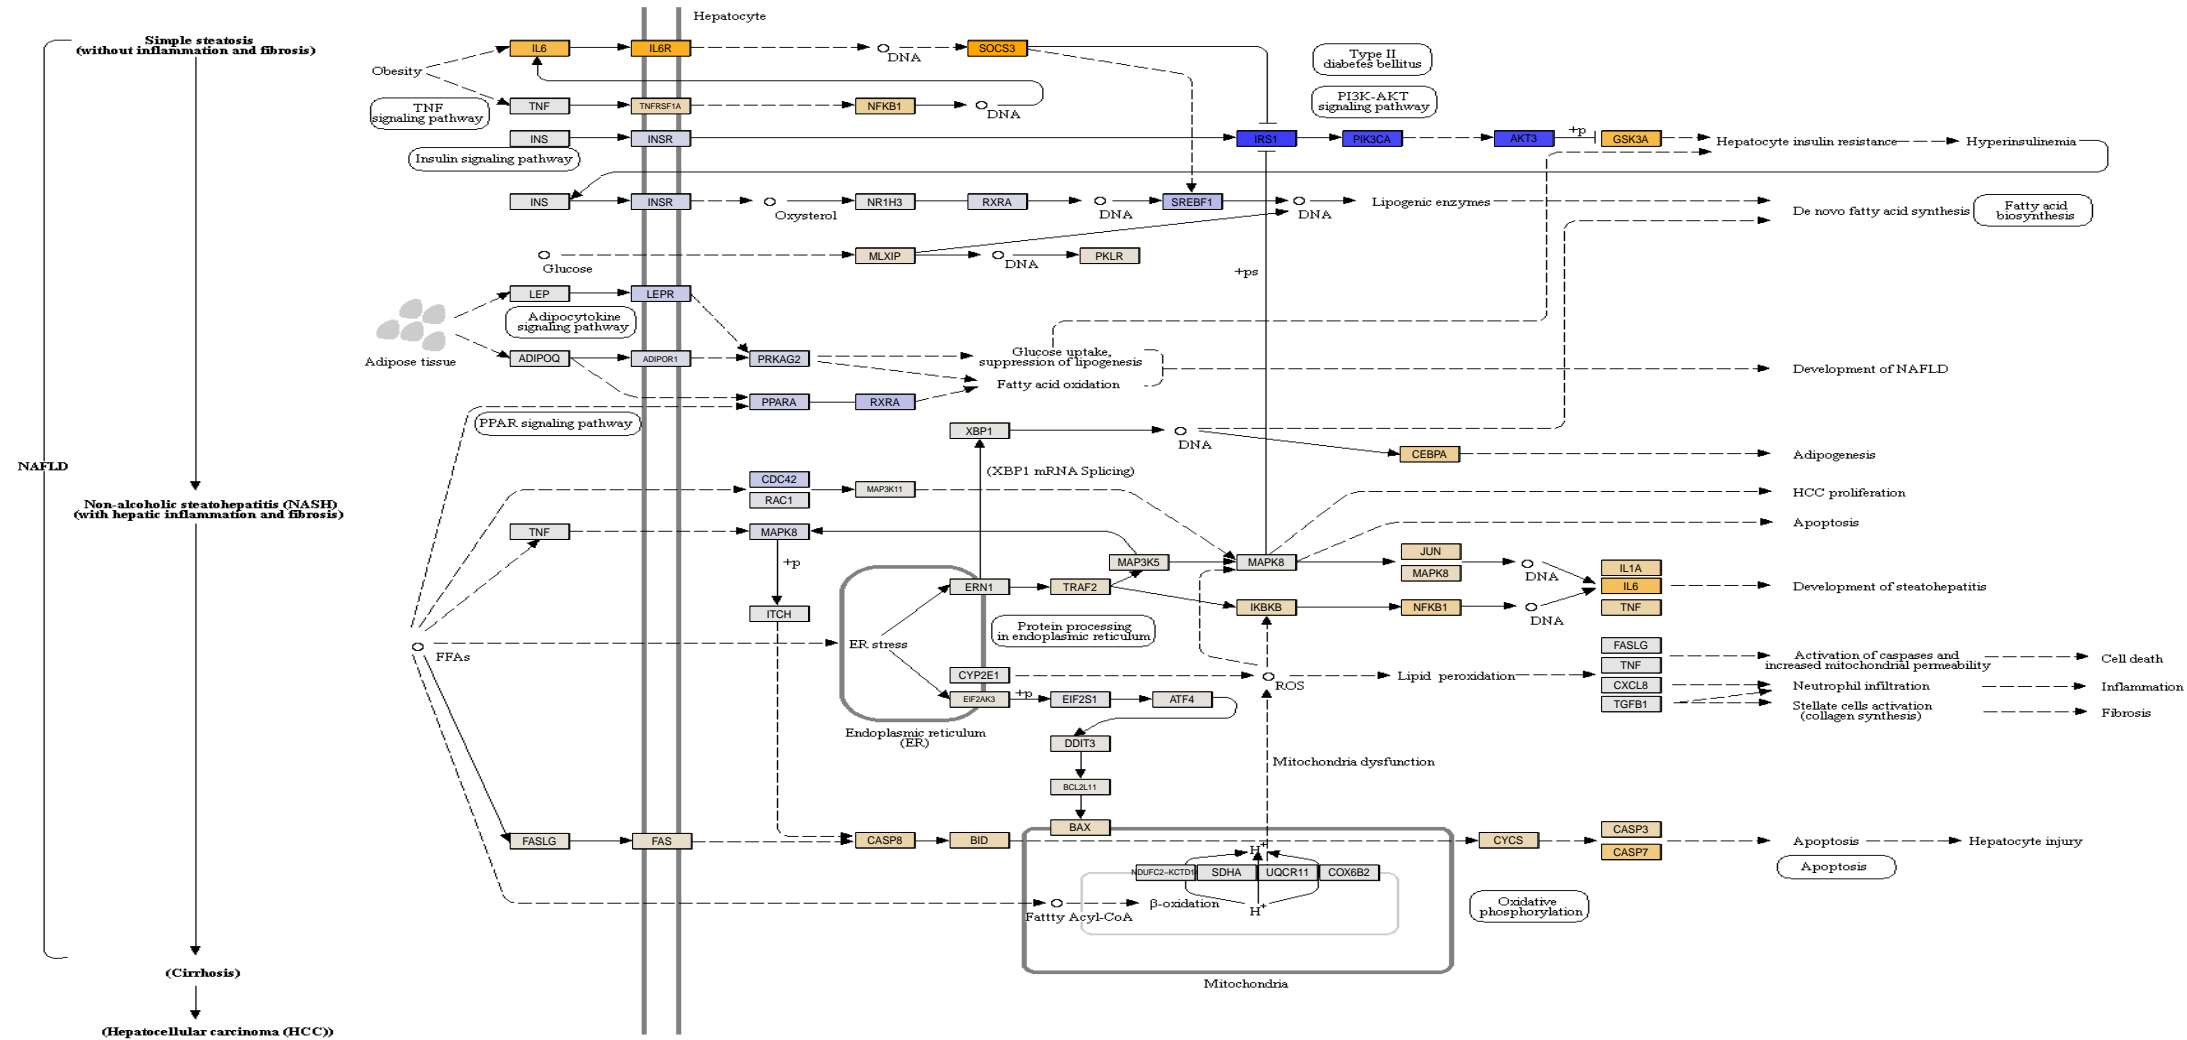 Hepatocyte
Simple steatosis
(without inflammation and fibrosis)
IL6
IL6R
DNA
SOCS3
Type II
diabetes bellitus
Obesity
TNF
signaling pathway
TNF
TNFRSF1A
NFKB1
DNA
PI3K-AKT
signaling pathway
INS
INSR
IRS1
PIK3CA
AKT3
+p
GSK3A
Hepatocyte insulin resistance
Hyperinsulinemia
Insulin signaling pathway
INS
INSR
Oxysterol
NR1H3
RXRA
DNA
SREBF1
DNA
Lipogenic enzymes
De novo fatty acid synthesis
Fatty acid
biosynthesis
Glucose
MLXIP
DNA
PKLR
+ps
LEP
LEPR
Adipocytokine
signaling pathway
Adipose tissue
ADIPOQ
ADIPOR1
PRKAG2
Glucose uptake,
suppression of lipogenesis
Fatty acid oxidation
Development of NAFLD
PPARA
RXRA
PPAR signaling pathway
XBP1
DNA
CEBPA
Adipogenesis
NAFLD
(XBP1 mRNA Splicing)
CDC42
RAC1
MAP3K11
HCC proliferation
Non-alcoholic steatohepatitis (NASH)
(with hepatic inflammation and fibrosis)
TNF
MAPK8
Apoptosis
+p
MAP3K5
MAPK8
JUN
MAPK8
DNA
IL1A
IL6
TNF
Development of steatohepatitis
ERN1
TRAF2
IKBKB
NFKB1
DNA
ITCH
Protein processing
in endoplasmic reticulum
ER stress
FFAs
CYP2E1
EIF2AK3
+p
EIF2S1
ATF4
ROS
Lipid peroxidation
FASLG
TNF
CXCL8
TGFB1
Activation of caspases and
increased mitochondrial permeability
Cell death
Neutrophil infiltration
Inflammation
Stellate cells activation
(collagen synthesis)
Fibrosis
Endoplasmic reticulum
(ER)
DDIT3
Mitochondria dysfunction
BCL2L11
BAX
FASLG
FAS
CASP8
BID
CYCS
CASP3
CASP7
Apoptosis
Hepatocyte injury
Apoptosis
H+
NDUFC2-KCTD1
SDHA
UQCR11
COX6B2
Fattty Acyl-CoA
β-oxidation
H+
Oxidative
phosphorylation
(Cirrhosis)
Mitochondria
(Hepatocellular carcinoma (HCC))